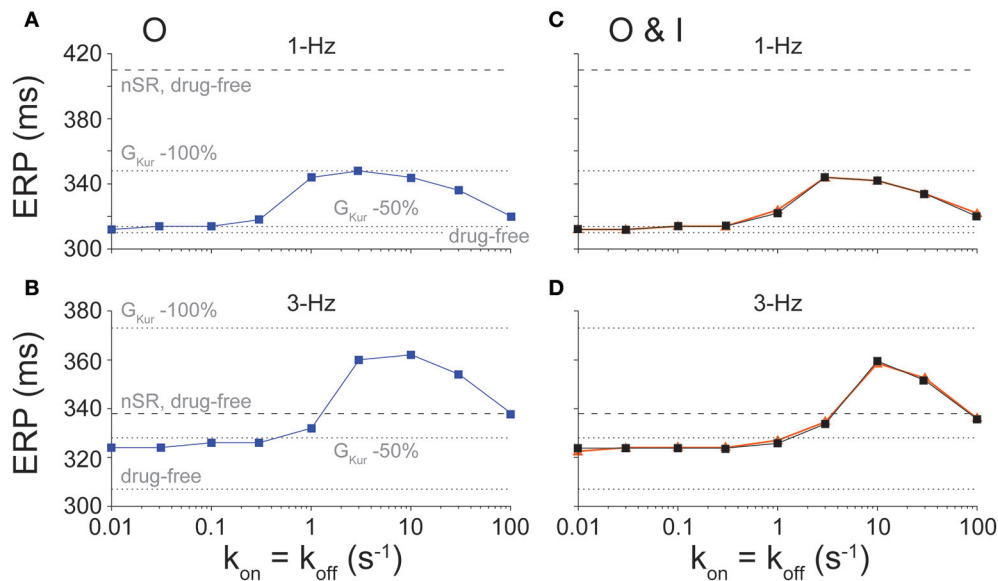 A
O
1-Hz
C
O & I
1-Hz
420
380
340
300
ERP (ms)
nSR, drug-free
GKur -100%
GKur -50%
drug-free
B
3-Hz
D
3-Hz
380
360
340
320
300
ERP (ms)
GKur -100%
nSR, drug-free
GKur -50%
drug-free
0.01 0.1 1 10 100
0.01 0.1 1 10 100
kon = koff (s-1)
kon = koff (s-1)